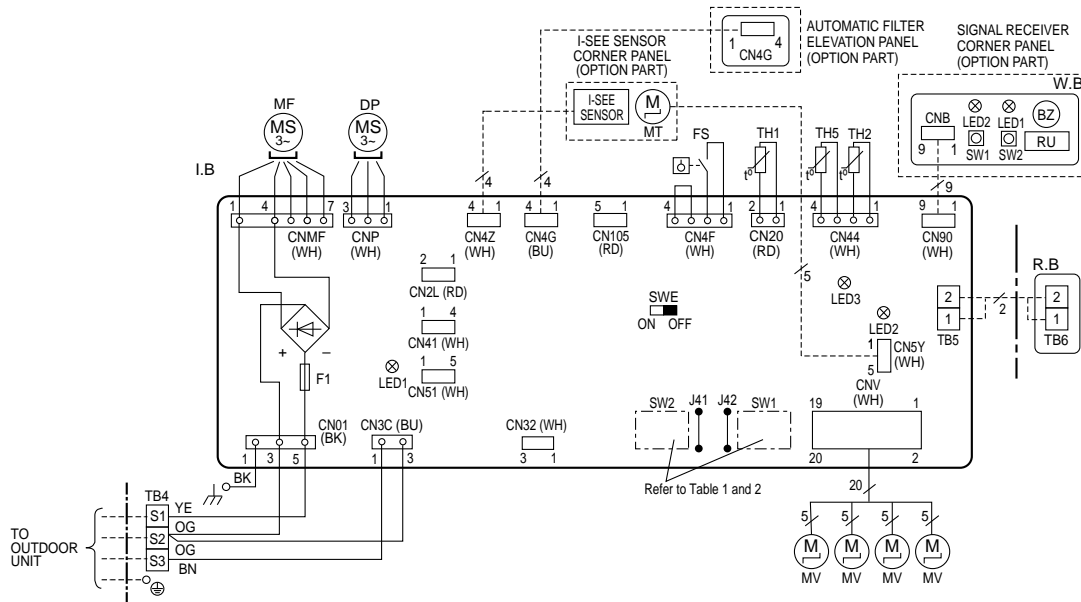 AUTOMATIC FILTER
ELEVATION PANEL
(OPTION PART)
1 4
CN4G
SIGNAL RECEIVER
CORNER PANEL
(OPTION PART)
W.B
CNB
9 1
LED2 LED1
SW1 SW2
BZ
RU
I-SEE SENSOR
CORNER PANEL
(OPTION PART)
I-SEE
SENSOR
M
MT
MF
MS
3~
DP
MS
3~
FS
TH1
t°
TH5
t°
TH2
t°
4
4
9
I.B
1 4 7
CNMF
(WH)
3 1
CNP
(WH)
4 1
CN4Z
(WH)
4 1
CN4G
(BU)
5 1
CN105
(RD)
4 1
CN4F
(WH)
2 1
CN20
(RD)
4 1
CN44
(WH)
9 1
CN90
(WH)
R.B
2 1
CN2L (RD)
1 4
CN41 (WH)
1 5
CN51 (WH)
SWE
ON OFF
5
LED3
LED2
2
1
TB5
2
2
1
TB6
1
5
CN5Y
(WH)
+ –
F1
LED1
CNV
(WH)
19 1
20 2
CN01
(BK)
1 3 5
CN3C (BU)
1 3
CN32 (WH)
3 1
SW2
J41 J42
SW1
Refer to Table 1 and 2
BK
TB4
S1
YE
S2
OG
S3
OG
BN
TO
OUTDOOR
UNIT
20
5 5 5 5
M M M M
MV MV MV MV